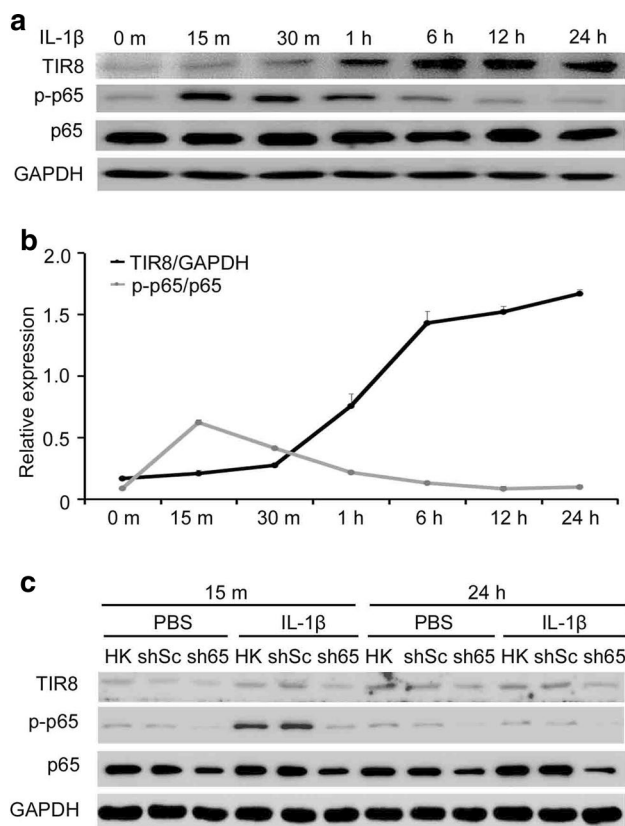 a
IL-1β 0 m 15 m 30 m 1 h 6 h 12 h 24 h
TIR8
p-p65
p65
GAPDH
b
2.0
1.5
1.0
0.5
0
Relative expression
TIR8/GAPDH
p-p65/p65
0 m 15 m 30 m 1 h 6 h 12 h 24 h
c
15 m 24 h
PBS IL-1β PBS IL-1β
HK shSc sh65 HK shSc sh65 HK shSc sh65 HK shSc sh65
TIR8
p-p65
p65
GAPDH